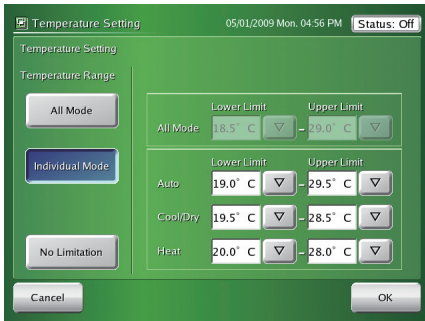 Temperature Setting 05/01/2009 Mon. 04:56 PM Status: Off
Temperature Setting
Temperature Range
All Mode
Individual Mode
No Limitation
Lower Limit Upper Limit
All Mode 18.5° C – 29.0° C
Lower Limit Upper Limit
Auto 19.0° C – 29.5° C
Cool/Dry 19.5° C – 28.5° C
Heat 20.0° C – 28.0° C
Cancel OK